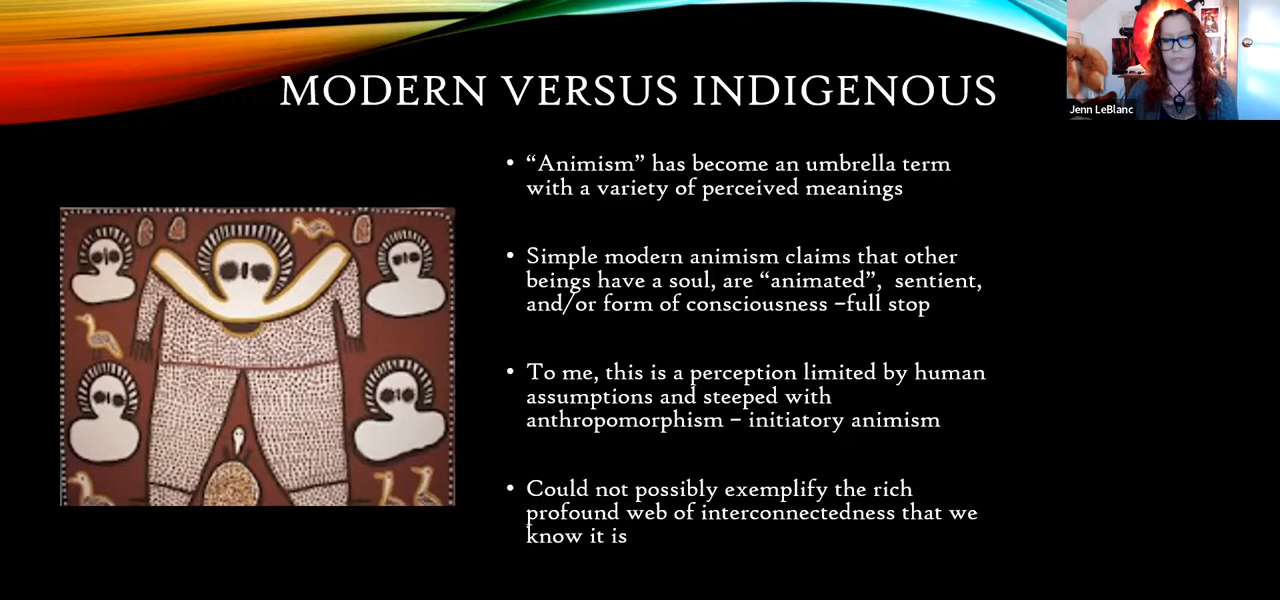 MODERN VERSUS INDIGENOUS
Jenn LeBlanc
• “Animism” has become an umbrella term
with a variety of perceived meanings
• Simple modern animism claims that other
beings have a soul, are “animated”,  sentient,
and/or form of consciousness –full stop
• To me, this is a perception limited by human
assumptions and steeped with
anthropomorphism – initiatory animism
• Could not possibly exemplify the rich
profound web of interconnectedness that we
know it is